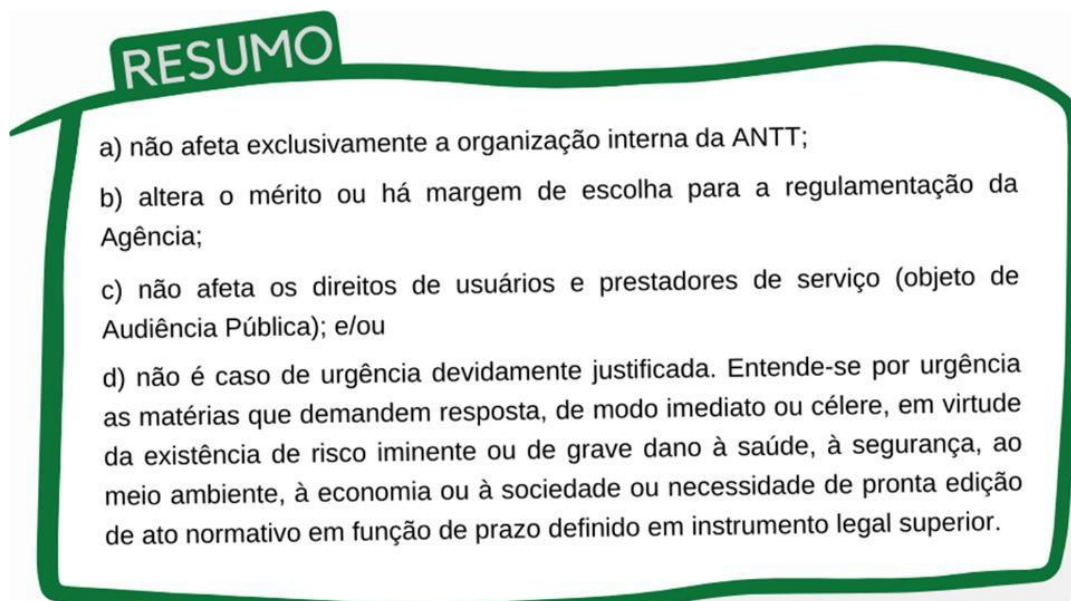 RESUMO
a) não afeta exclusivamente a organização interna da ANTT;
b) altera o mérito ou há margem de escolha para a regulamentação da
Agência;
c) não afeta os direitos de usuários e prestadores de serviço (objeto de
Audiência Pública); e/ou
d) não é caso de urgência devidamente justificada. Entende-se por urgência
as matérias que demandem resposta, de modo imediato ou célere, em virtude
da existência de risco iminente ou de grave dano à saúde, à segurança, ao
meio ambiente, à economia ou à sociedade ou necessidade de pronta edição
de ato normativo em função de prazo definido em instrumento legal superior.